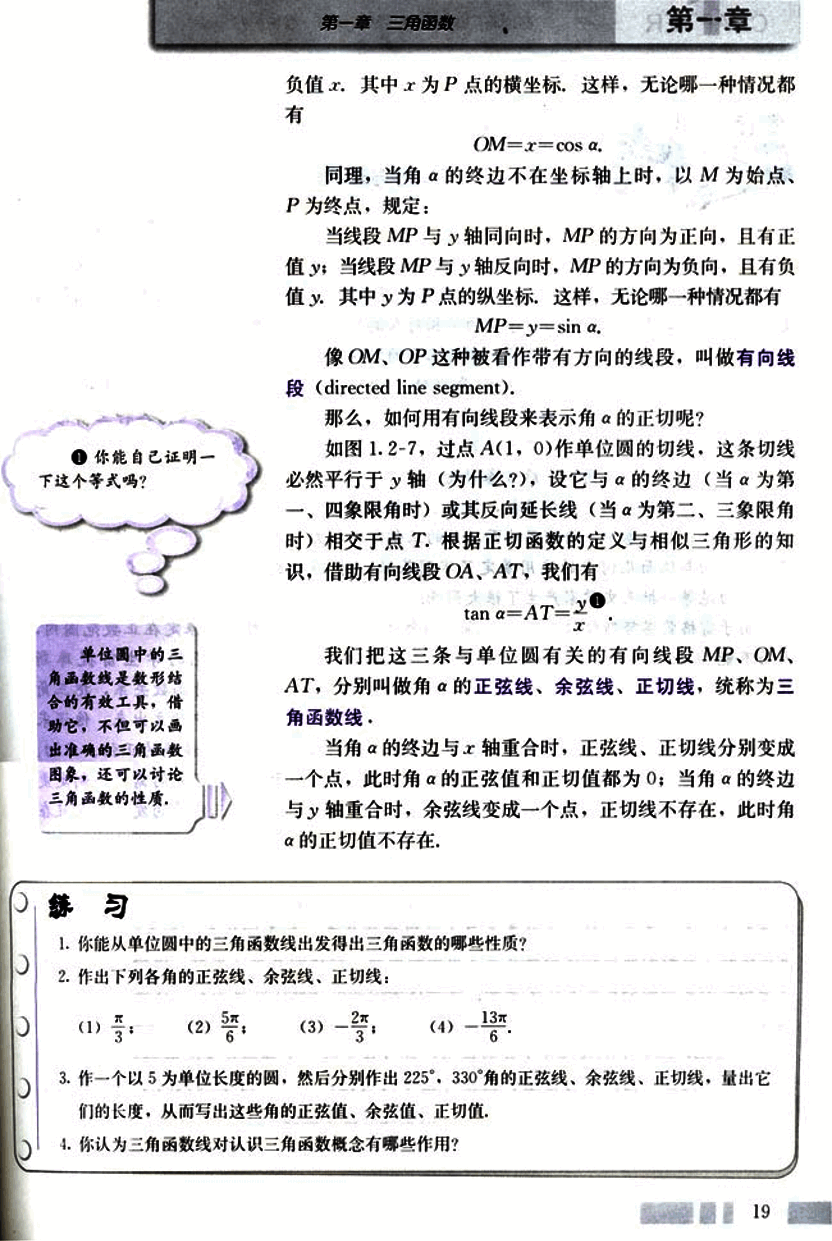 第一章 三角函数
第一章
负值 x. 其中 x 为 P 点的横坐标. 这样，无论哪一种情况都
有
OM=x=cos α.
同理，当角 α 的终边不在坐标轴上时，以 M 为始点、
P 为终点，规定：
当线段 MP 与 y 轴同向时，MP 的方向为正向，且有正
值 y；当线段 MP 与 y 轴反向时，MP 的方向为负向，且有负
值 y. 其中 y 为 P 点的纵坐标. 这样，无论哪一种情况都有
MP=y=sin α.
像 OM、OP 这种被看作带有方向的线段，叫做有向线
段（directed line segment）.
那么，如何用有向线段来表示角 α 的正切呢？
如图 1.2-7，过点 A(1，0)作单位圆的切线，这条切线
必然平行于 y 轴（为什么？），设它与 α 的终边（当 α 为第
一、四象限角时）或其反向延长线（当 α 为第二、三象限角
时）相交于点 T. 根据正切函数的定义与相似三角形的知
识，借助有向线段 OA、AT，我们有
tan α=AT=y/x❶.
我们把这三条与单位圆有关的有向线段 MP、OM、
AT，分别叫做角 α 的正弦线、余弦线、正切线，统称为三
角函数线.
当角 α 的终边与 x 轴重合时，正弦线、正切线分别变成
一个点，此时角 α 的正弦值和正切值都为 0；当角 α 的终边
与 y 轴重合时，余弦线变成一个点，正切线不存在，此时角
α 的正切值不存在.
❶ 你能自己证明一
下这个等式吗？
单位圆中的三
角函数线是数形结
合的有效工具，借
助它，不但可以画
出准确的三角函数
图象，还可以讨论
三角函数的性质.
练 习
1. 你能从单位圆中的三角函数线出发得出三角函数的哪些性质？
2. 作出下列各角的正弦线、余弦线、正切线：
(1) π/3； (2) 5π/6； (3) -2π/3； (4) -13π/6.
3. 作一个以 5 为单位长度的圆，然后分别作出 225°，330°角的正弦线、余弦线、正切线，量出它
们的长度，从而写出这些角的正弦值、余弦值、正切值.
4. 你认为三角函数线对认识三角函数概念有哪些作用？
19